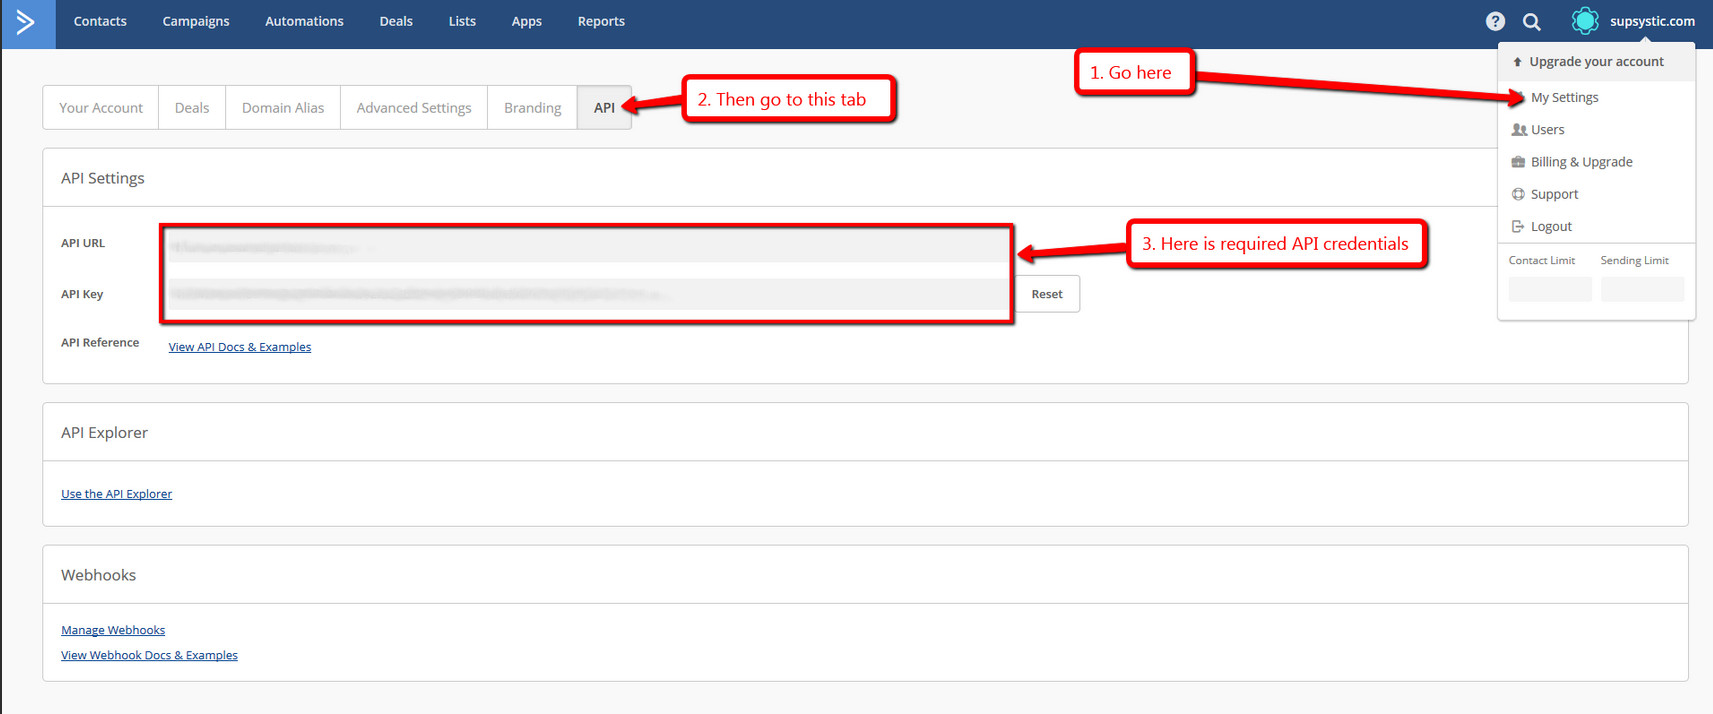 Contacts Campaigns Automations Deals Lists Apps Reports ? supsystic.com
1. Go here
Upgrade your account
My Settings
Users
Billing & Upgrade
Support
Logout
Contact Limit Sending Limit
2. Then go to this tab
Your Account Deals Domain Alias Advanced Settings Branding API
API Settings
API URL
3. Here is required API credentials
API Key Reset
API Reference View API Docs & Examples
API Explorer
Use the API Explorer
Webhooks
Manage Webhooks
View Webhook Docs & Examples